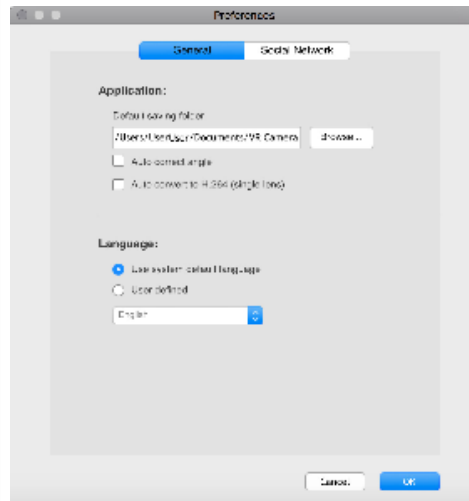 Preferences
General
Social Network
Application:
Default saving folder
/Users/UserUser/Documents/VR Camera
Browse...
Auto correct angle
Auto convert to H.264 (single lens)
Language:
Use system default language
User defined
English
Cancel
OK